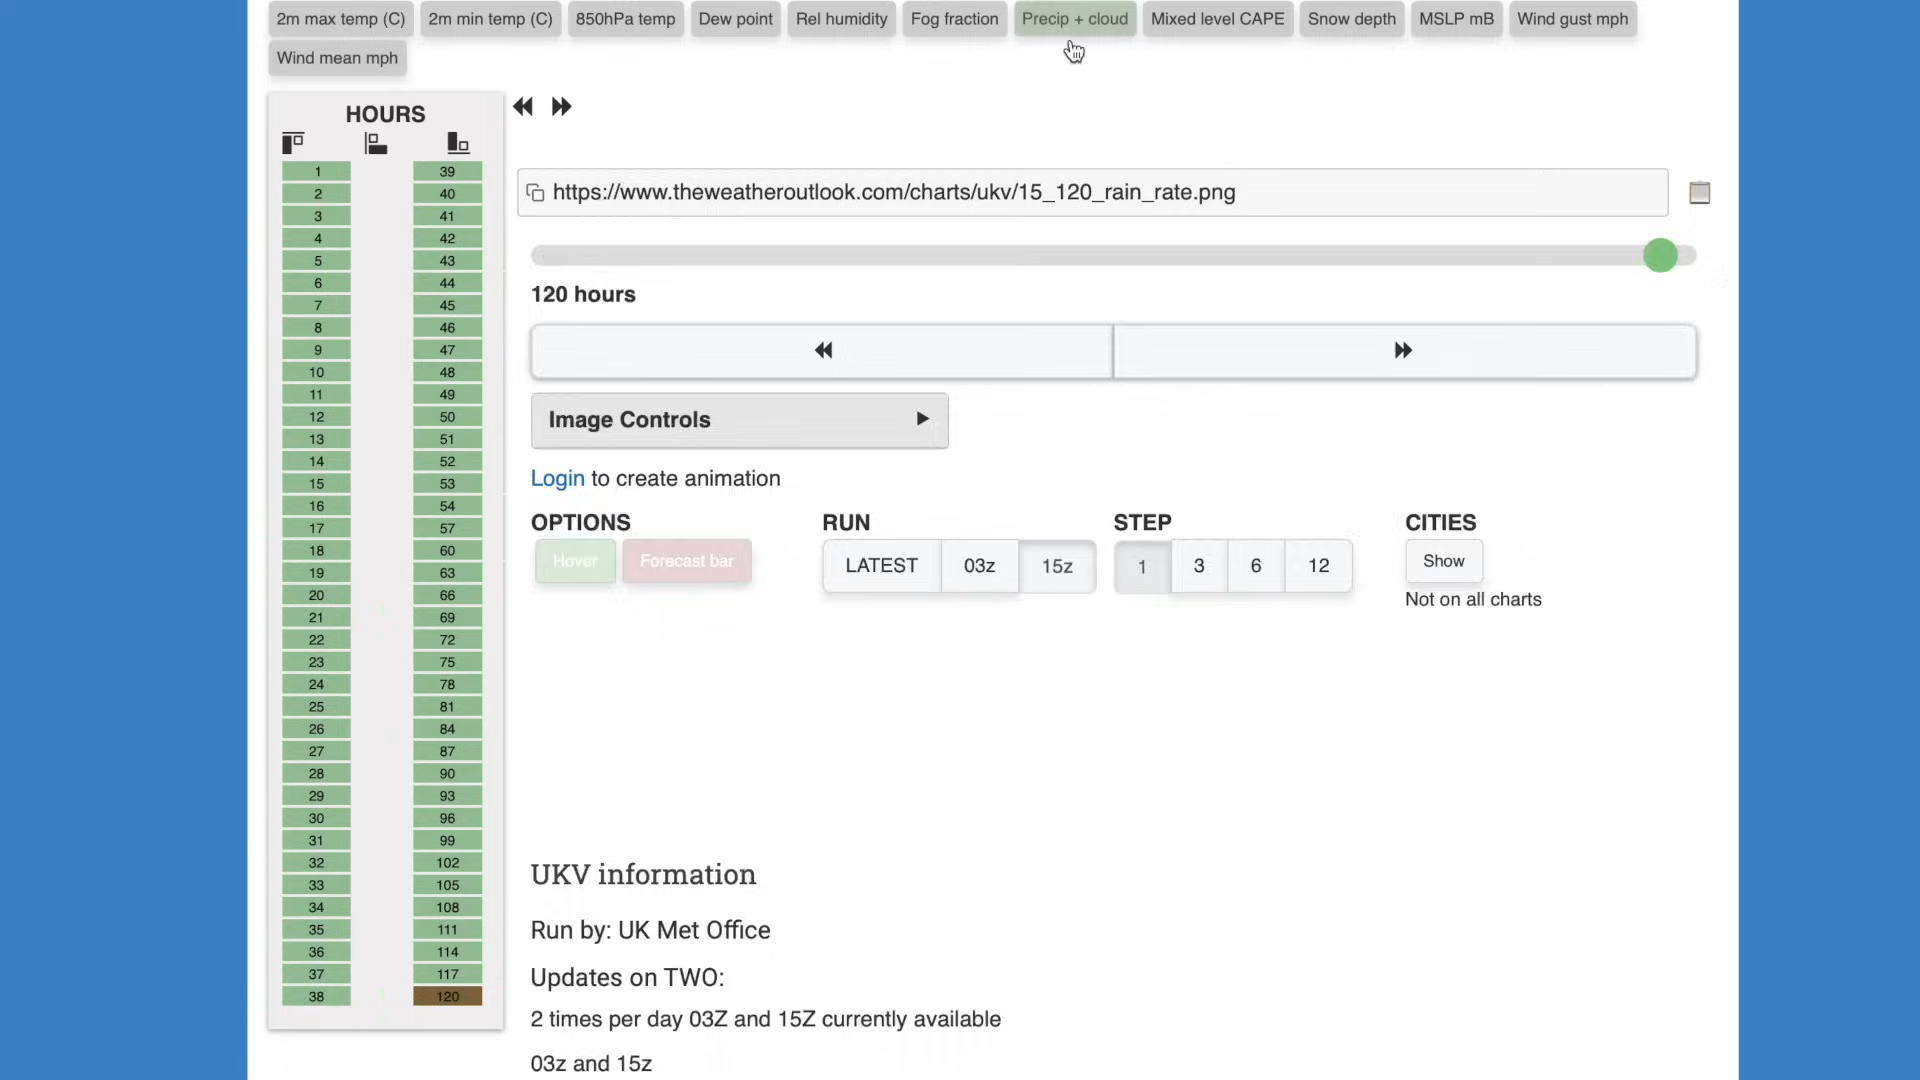 2m max temp (C) 2m min temp (C) 850hPa temp Dew point Rel humidity Fog fraction Precip + cloud Mixed level CAPE Snow depth MSLP mB Wind gust mph
Wind mean mph
HOURS
1 39
2 40
3 41
4 42
5 43
6 44
7 45
8 46
9 47
10 48
11 49
12 50
13 51
14 52
15 53
16 54
17 57
18 60
19 63
20 66
21 69
22 72
23 75
24 78
25 81
26 84
27 87
28 90
29 93
30 96
31 99
32 102
33 105
34 108
35 111
36 114
37 117
38 120
https://www.theweatheroutlook.com/charts/ukv/15_120_rain_rate.png
120 hours
Image Controls
Login to create animation
OPTIONS RUN STEP CITIES
Hover Forecast bar LATEST 03z 15z 1 3 6 12 Show
Not on all charts
UKV information
Run by: UK Met Office
Updates on TWO:
2 times per day 03Z and 15Z currently available
03z and 15z